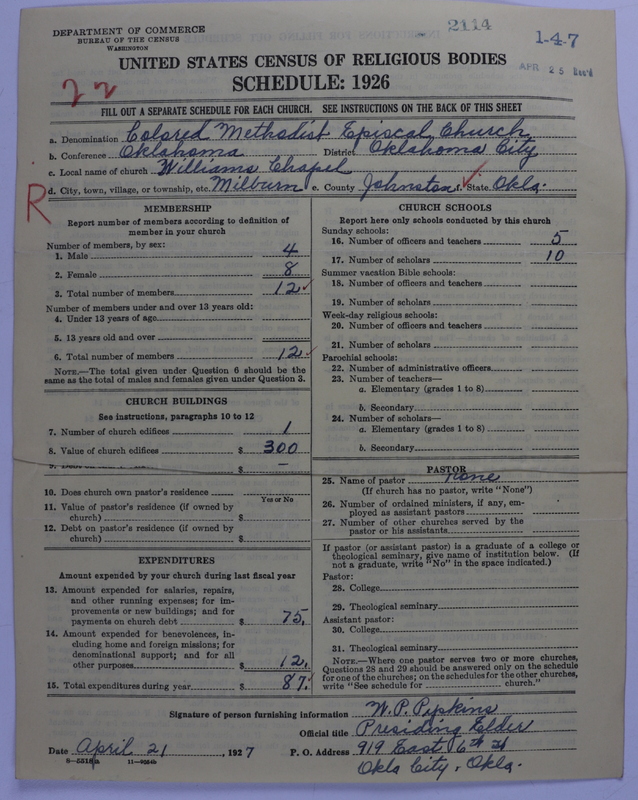 DEPARTMENT OF COMMERCE
BUREAU OF THE CENSUS
WASHINGTON
2114
1-4-7
APR 25 Rec'd
UNITED STATES CENSUS OF RELIGIOUS BODIES
SCHEDULE: 1926
22
FILL OUT A SEPARATE SCHEDULE FOR EACH CHURCH. SEE INSTRUCTIONS ON THE BACK OF THIS SHEET
a. Denomination Colored Methodist Episcal Church
b. Conference Oklahoma District Oklahoma City
c. Local name of church Williams Chapel
R
d. City, town, village, or township, etc. Milburn e. County Johnston f. State Okla.
MEMBERSHIP
Report number of members according to definition of
member in your church
Number of members, by sex:
1. Male 4
2. Female 8
3. Total number of members 12 ✓
Number of members under and over 13 years old:
4. Under 13 years of age
5. 13 years old and over
6. Total number of members 12 ✓
NOTE.—The total given under Question 6 should be the
same as the total of males and females given under Question 3.
CHURCH BUILDINGS
See instructions, paragraphs 10 to 12
7. Number of church edifices 1
8. Value of church edifices $ 300
$ –
10. Does church own pastor's residence
Yes or No
11. Value of pastor's residence (if owned by
church) $
12. Debt on pastor's residence (if owned by
church) $
EXPENDITURES
Amount expended by your church during last fiscal year
13. Amount expended for salaries, repairs,
and other running expenses; for im-
provements or new buildings; and for
payments on church debt $ 75.
14. Amount expended for benevolences, in-
cluding home and foreign missions; for
denominational support; and for all
other purposes $ 12.
15. Total expenditures during year $ 87. ✓
CHURCH SCHOOLS
Report here only schools conducted by this church
Sunday schools:
16. Number of officers and teachers 5
17. Number of scholars 10
Summer vacation Bible schools:
18. Number of officers and teachers
19. Number of scholars
Week-day religious schools:
20. Number of officers and teachers
21. Number of scholars
Parochial schools:
22. Number of administrative officers
23. Number of teachers—
a. Elementary (grades 1 to 8)
b. Secondary
24. Number of scholars—
a. Elementary (grades 1 to 8)
b. Secondary
PASTOR
25. Name of pastor none
(If church has no pastor, write "None")
26. Number of ordained ministers, if any, em-
ployed as assistant pastors
27. Number of other churches served by the
pastor or his assistants
If pastor (or assistant pastor) is a graduate of a college or
theological seminary, give name of institution below. (If
not a graduate, write "No" in the space indicated.)
Pastor:
28. College
29. Theological seminary
Assistant pastor:
30. College
31. Theological seminary
NOTE.—Where one pastor serves two or more churches,
Questions 28 and 29 should be answered only on the schedule
for one of the churches; on the schedules for the other churches,
write "See schedule for church."
Signature of person furnishing information W. P. Pipkins
Official title Presiding Elder
Date April 21, 1927 P. O. Address 919 East 6th st
Okla City, Okla.
8-5518a 11-9084b